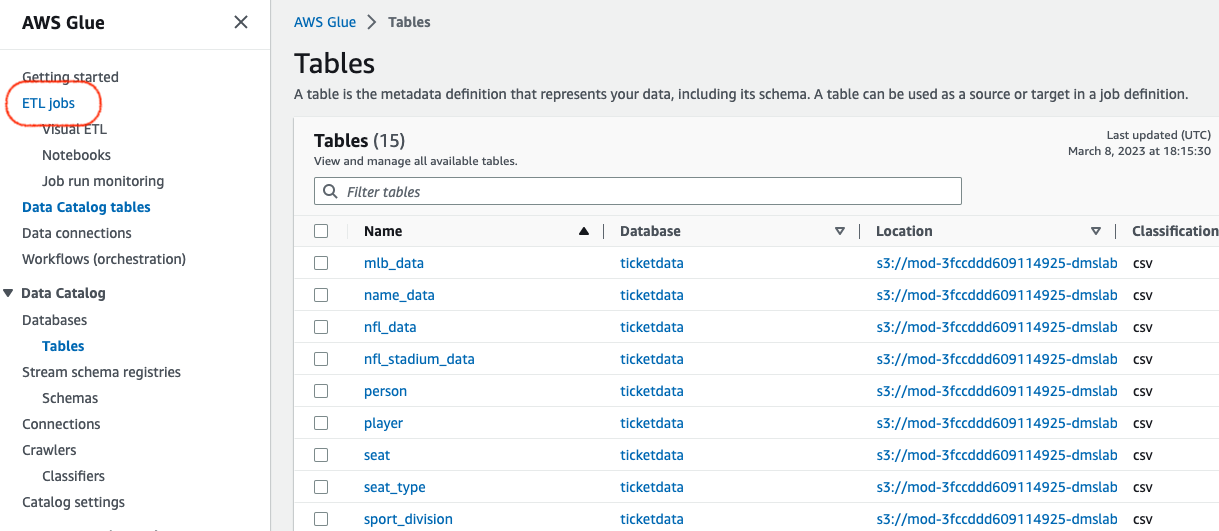 AWS Glue
Getting started
ETL jobs
Visual ETL
Notebooks
Job run monitoring
Data Catalog tables
Data connections
Workflows (orchestration)
Data Catalog
Databases
Tables
Stream schema registries
Schemas
Connections
Crawlers
Classifiers
Catalog settings
AWS Glue > Tables
Tables
A table is the metadata definition that represents your data, including its schema. A table can be used as a source or target in a job definition.
Tables (15)
View and manage all available tables.
Last updated (UTC)
March 8, 2023 at 18:15:30
Filter tables
Name Database Location Classification
mlb_data ticketdata s3://mod-3fccddd609114925-dmslab csv
name_data ticketdata s3://mod-3fccddd609114925-dmslab csv
nfl_data ticketdata s3://mod-3fccddd609114925-dmslab csv
nfl_stadium_data ticketdata s3://mod-3fccddd609114925-dmslab csv
person ticketdata s3://mod-3fccddd609114925-dmslab csv
player ticketdata s3://mod-3fccddd609114925-dmslab csv
seat ticketdata s3://mod-3fccddd609114925-dmslab csv
seat_type ticketdata s3://mod-3fccddd609114925-dmslab csv
sport_division ticketdata s3://mod-3fccddd609114925-dmslab csv